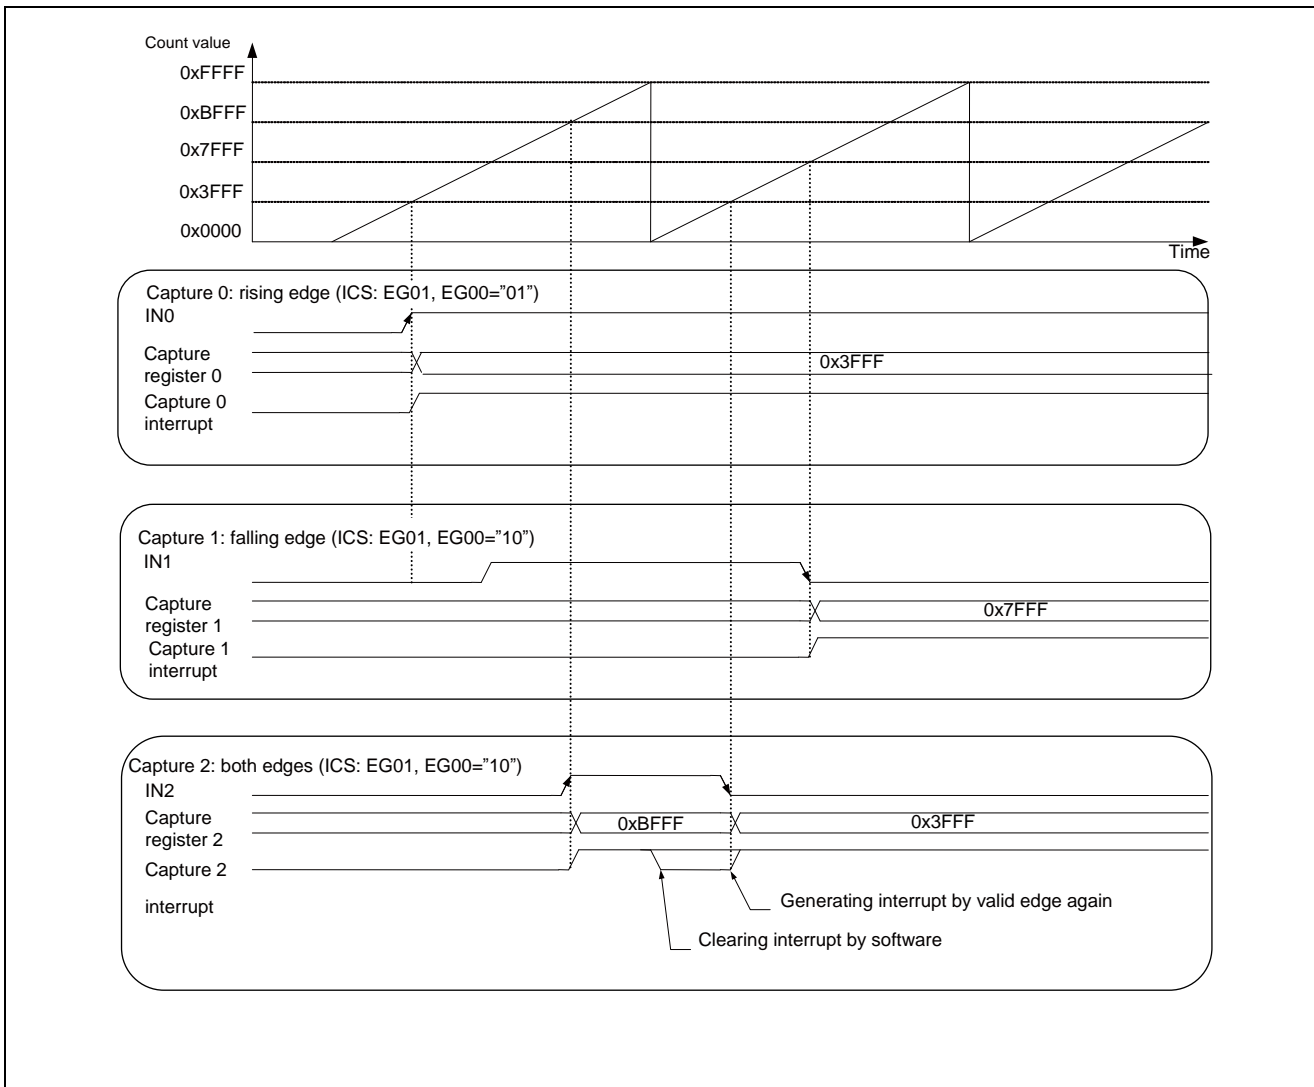 Count value
0xFFFF
0xBFFF
0x7FFF
0x3FFF
0x0000
Time
Capture 0: rising edge (ICS: EG01, EG00=”01”)
IN0
Capture
register 0
0x3FFF
Capture 0
interrupt
Capture 1: falling edge (ICS: EG01, EG00=”10”)
IN1
Capture
register 1
0x7FFF
Capture 1
interrupt
Capture 2: both edges (ICS: EG01, EG00=”10”)
IN2
Capture
register 2
0xBFFF
0x3FFF
Capture 2
interrupt
Generating interrupt by valid edge again
Clearing interrupt by software